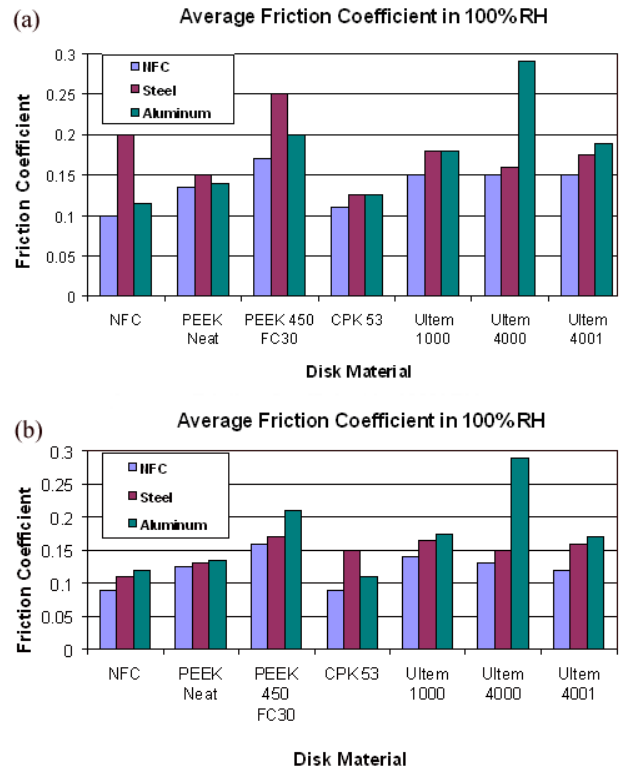 (a)
Average Friction Coefficient in 100%RH
Friction Coefficient
0.3
0.25
0.2
0.15
0.1
0.05
0
NFC
Steel
Aluminum
NFC
PEEK
Neat
PEEK 450
FC30
CPK 53
Ultem
1000
Ultem
4000
Ultem
4001
Disk Material
(b)
Average Friction Coefficient in 100%RH
Friction Coefficient
0.3
0.25
0.2
0.15
0.1
0.05
0
NFC
Steel
Aluminum
NFC
PEEK
Neat
PEEK
450
FC30
CPK 53
Ultem
1000
Ultem
4000
Ultem
4001
Disk Material